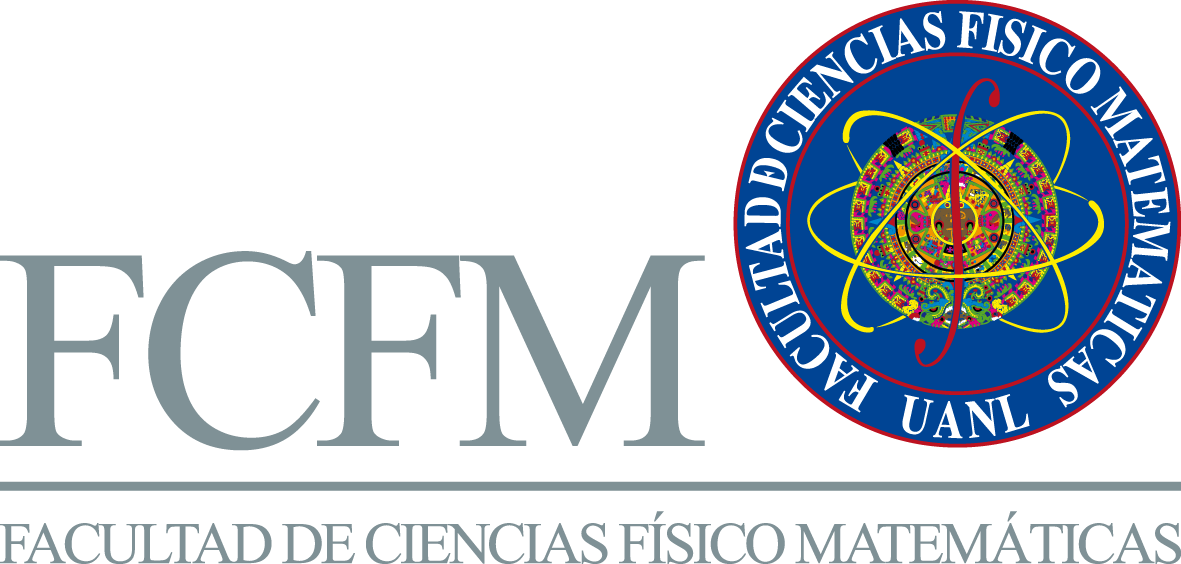 FCFM
FACULTAD DE CIENCIAS FISICO MATEMATICAS
UANL
FACULTAD DE CIENCIAS FÍSICO MATEMÁTICAS